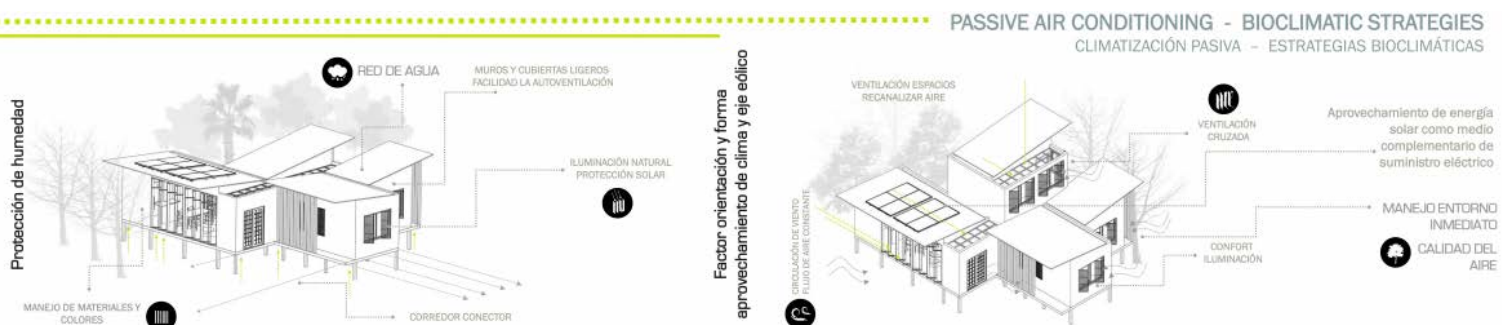 PASSIVE AIR CONDITIONING - BIOCLIMATIC STRATEGIES
CLIMATIZACIÓN PASIVA - ESTRATEGIAS BIOCLIMÁTICAS
Protección de humedad
RED DE AGUA
MUROS Y CUBIERTAS LIGEROS
FACILIDAD LA AUTOVENTILACIÓN
ILUMINACIÓN NATURAL
PROTECCIÓN SOLAR
MANEJO DE MATERIALES Y
COLORES
CORREDOR CONECTOR
Factor orientación y forma
aprovechamiento de clima y eje eólico
VENTILACIÓN ESPACIOS
RECANALIZAR AIRE
VENTILACIÓN
CRUZADA
Aprovechamiento de energía
solar como medio
complementario de
suministro eléctrico
CIRCULACIÓN DE VIENTO
FLUJO DE AIRE CONSTANTE
CONFORT
ILUMINACIÓN
MANEJO ENTORNO
INMEDIATO
CALIDAD DEL
AIRE